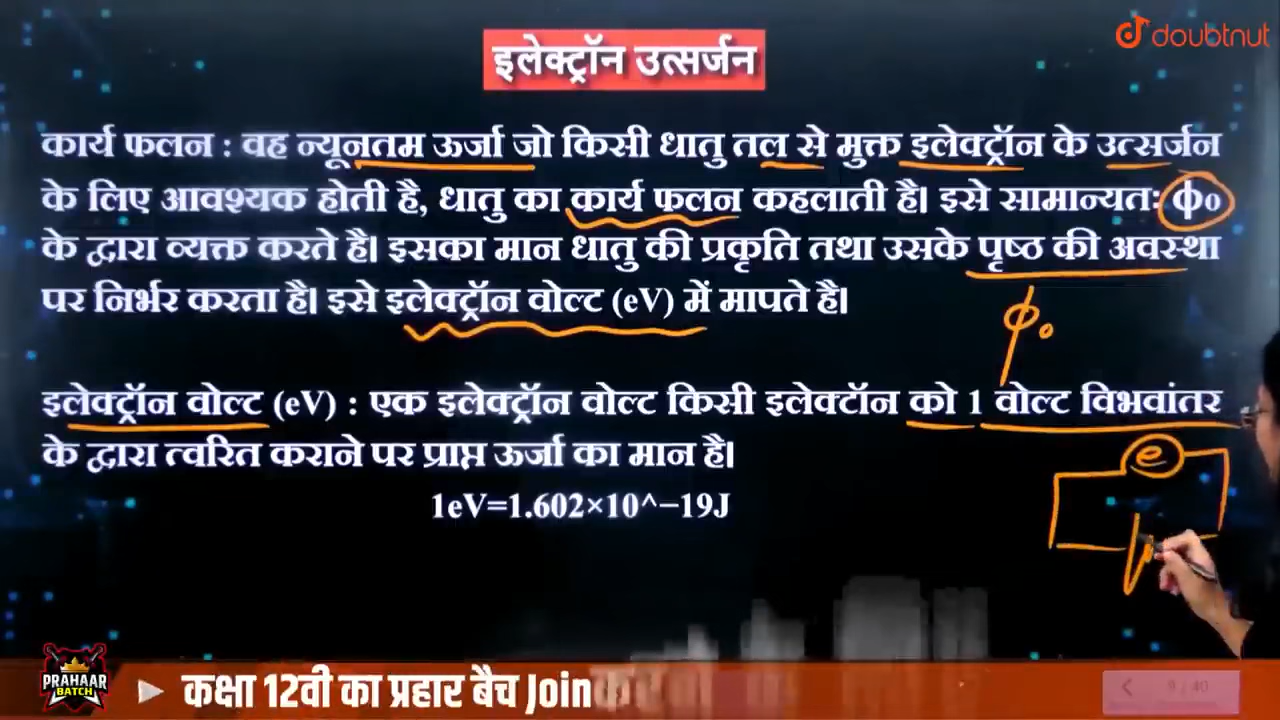 doubtnut
इलेक्ट्रॉन उत्सर्जन
कार्य फलन : वह न्यूनतम ऊर्जा जो किसी धातु तल से मुक्त इलेक्ट्रॉन के उत्सर्जन
के लिए आवश्यक होती है, धातु का कार्य फलन कहलाती है। इसे सामान्यतः ϕ₀
के द्वारा व्यक्त करते है। इसका मान धातु की प्रकृति तथा उसके पृष्ठ की अवस्था
पर निर्भर करता है। इसे इलेक्ट्रॉन वोल्ट (eV) में मापते है।
ϕ₀
इलेक्ट्रॉन वोल्ट (eV) : एक इलेक्ट्रॉन वोल्ट किसी इलेक्टॉन को 1 वोल्ट विभवांतर
के द्वारा त्वरित कराने पर प्राप्त ऊर्जा का मान है।
e
1eV=1.602×10^−19J
PRAHAAR
BATCH
कक्षा 12वी का प्रहार बैच Join
9 / 40